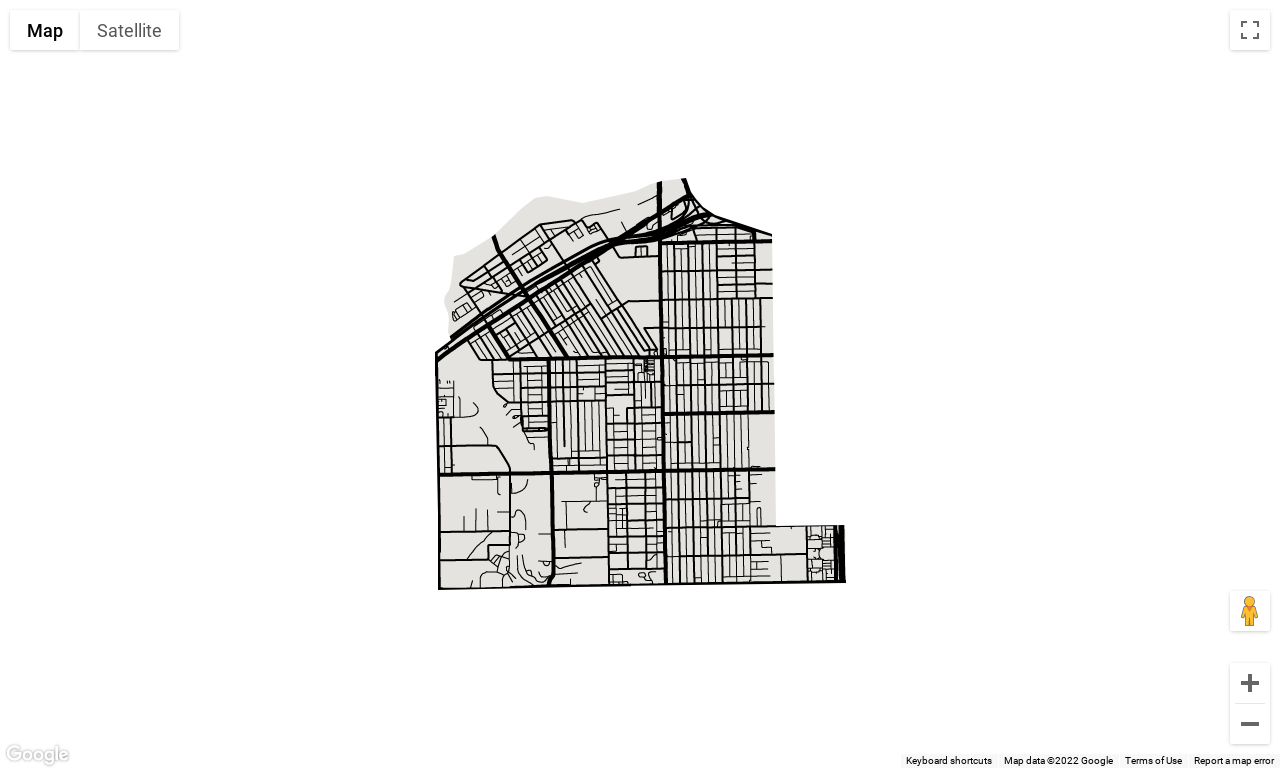 Map Satellite
Google
Keyboard shortcuts Map data ©2022 Google Terms of Use Report a map error